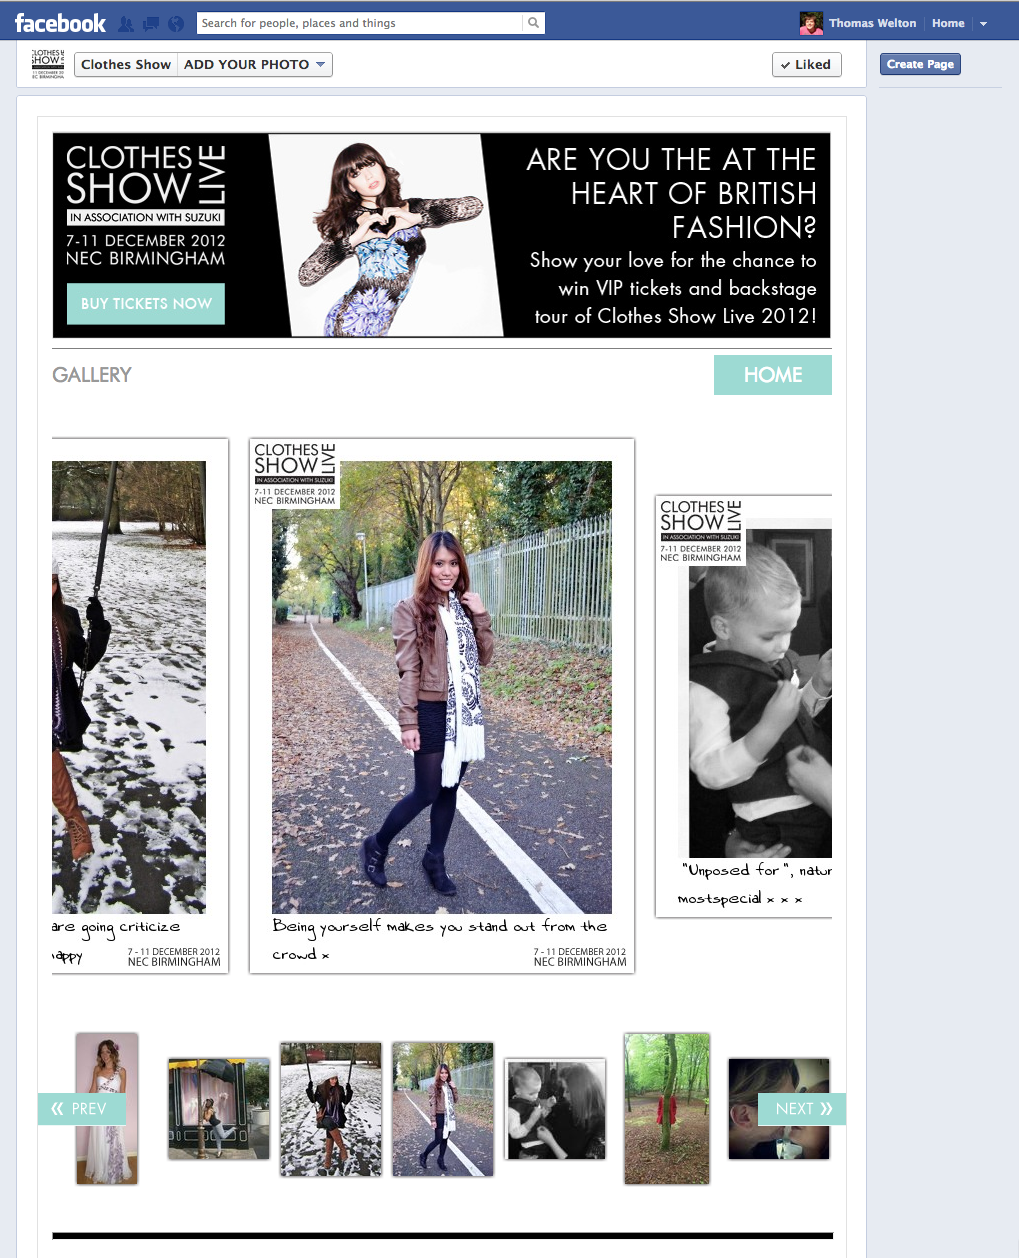 facebook
Search for people, places and things
Thomas Welton
Home
CLOTHES SHOW LIVE
Clothes Show
ADD YOUR PHOTO
Liked
Create Page
CLOTHES
SHOW
LIVE
IN ASSOCIATION WITH SUZUKI
7-11 DECEMBER 2012
NEC BIRMINGHAM
BUY TICKETS NOW
ARE YOU THE AT THE
HEART OF BRITISH
FASHION?
Show your love for the chance to
win VIP tickets and backstage
tour of Clothes Show Live 2012!
GALLERY
HOME
are going criticize
happy
7 - 11 DECEMBER 2012
NEC BIRMINGHAM
CLOTHES
SHOW
LIVE
IN ASSOCIATION WITH SUZUKI
7-11 DECEMBER 2012
NEC BIRMINGHAM
Being yourself makes you stand out from the
crowd x
7 - 11 DECEMBER 2012
NEC BIRMINGHAM
CLOTHES
SHOW
LIVE
IN ASSOCIATION WITH SUZUKI
7-11 DECEMBER 2012
NEC BIRMINGHAM
"Unposed for", natur
mostspecial x x x
« PREV
NEXT »